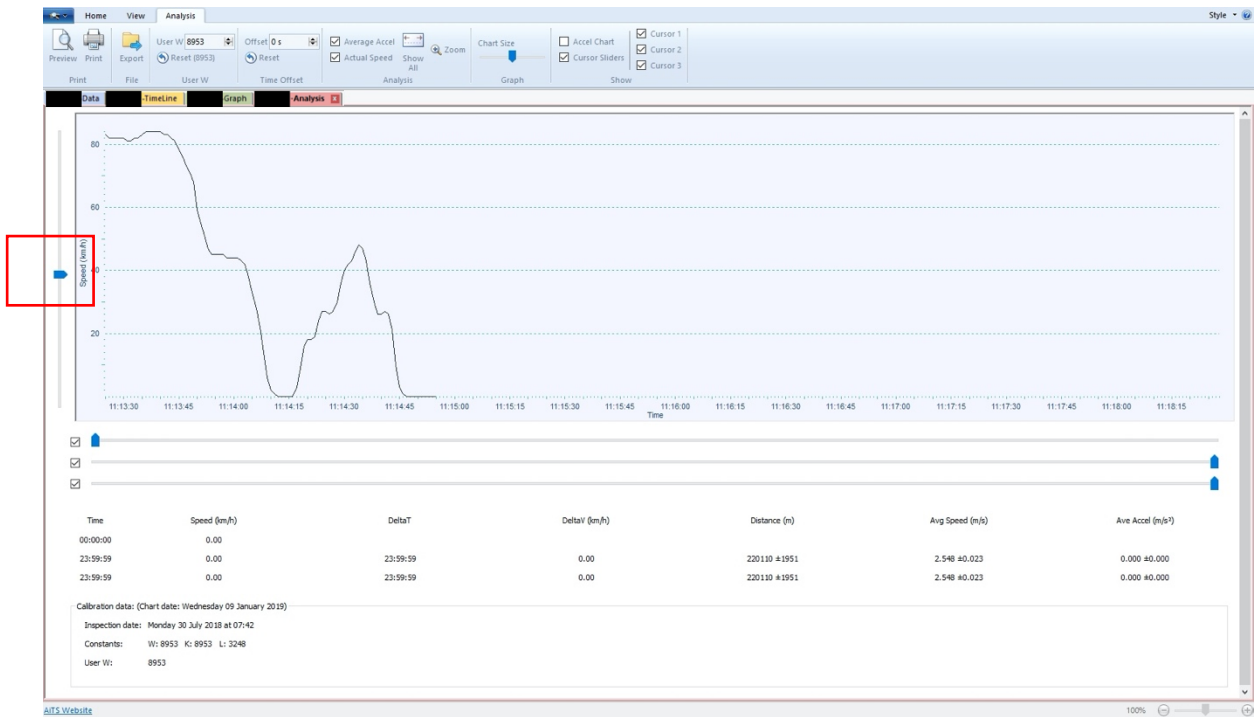 Home View Analysis Style
User W 8953 Offset 0 s Average Accel Chart Size Accel Chart Cursor 1
Reset (8953) Reset Actual Speed Zoom Cursor Sliders Cursor 2
Preview Print Export Show All Cursor 3
Print File User W Time Offset Analysis Graph Show
Data -TimeLine Graph -Analysis
80
60
40
20
Speed (km/h)
11:13:30 11:13:45 11:14:00 11:14:15 11:14:30 11:14:45 11:15:00 11:15:15 11:15:30 11:15:45 11:16:00 11:16:15 11:16:30 11:16:45 11:17:00 11:17:15 11:17:30 11:17:45 11:18:00 11:18:15
Time
Time Speed (km/h) DeltaT DeltaV (km/h) Distance (m) Avg Speed (m/s) Ave Accel (m/s²)
00:00:00 0.00
23:59:59 0.00 23:59:59 0.00 220110 ±1951 2.548 ±0.023 0.000 ±0.000
23:59:59 0.00 23:59:59 0.00 220110 ±1951 2.548 ±0.023 0.000 ±0.000
Calibration data: (Chart date: Wednesday 09 January 2019)
Inspection date: Monday 30 July 2018 at 07:42
Constants: W: 8953 K: 8953 L: 3248
User W: 8953
AITS Website 100%